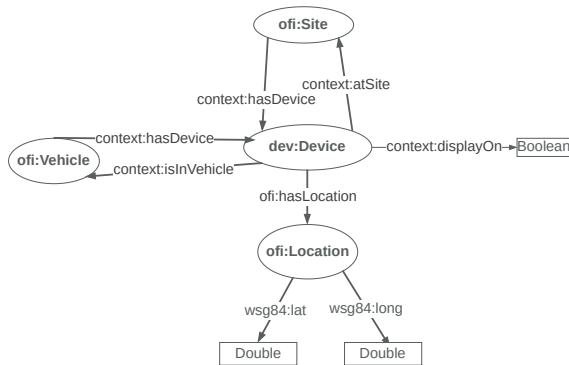 ofi:Site
context:hasDevice
context:atSite
context:hasDevice
dev:Device
context:displayOn
Boolean
ofi:Vehicle
context:isInVehicle
ofi:hasLocation
ofi:Location
wsg84:lat
wsg84:long
Double
Double